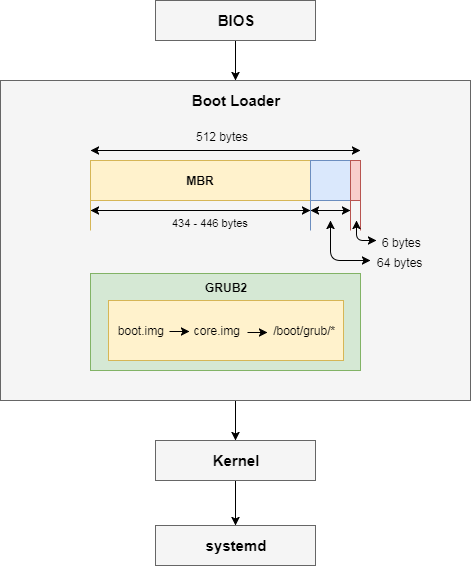 BIOS
Boot Loader
512 bytes
MBR
434 - 446 bytes
6 bytes
64 bytes
GRUB2
boot.img core.img /boot/grub/*
Kernel
systemd